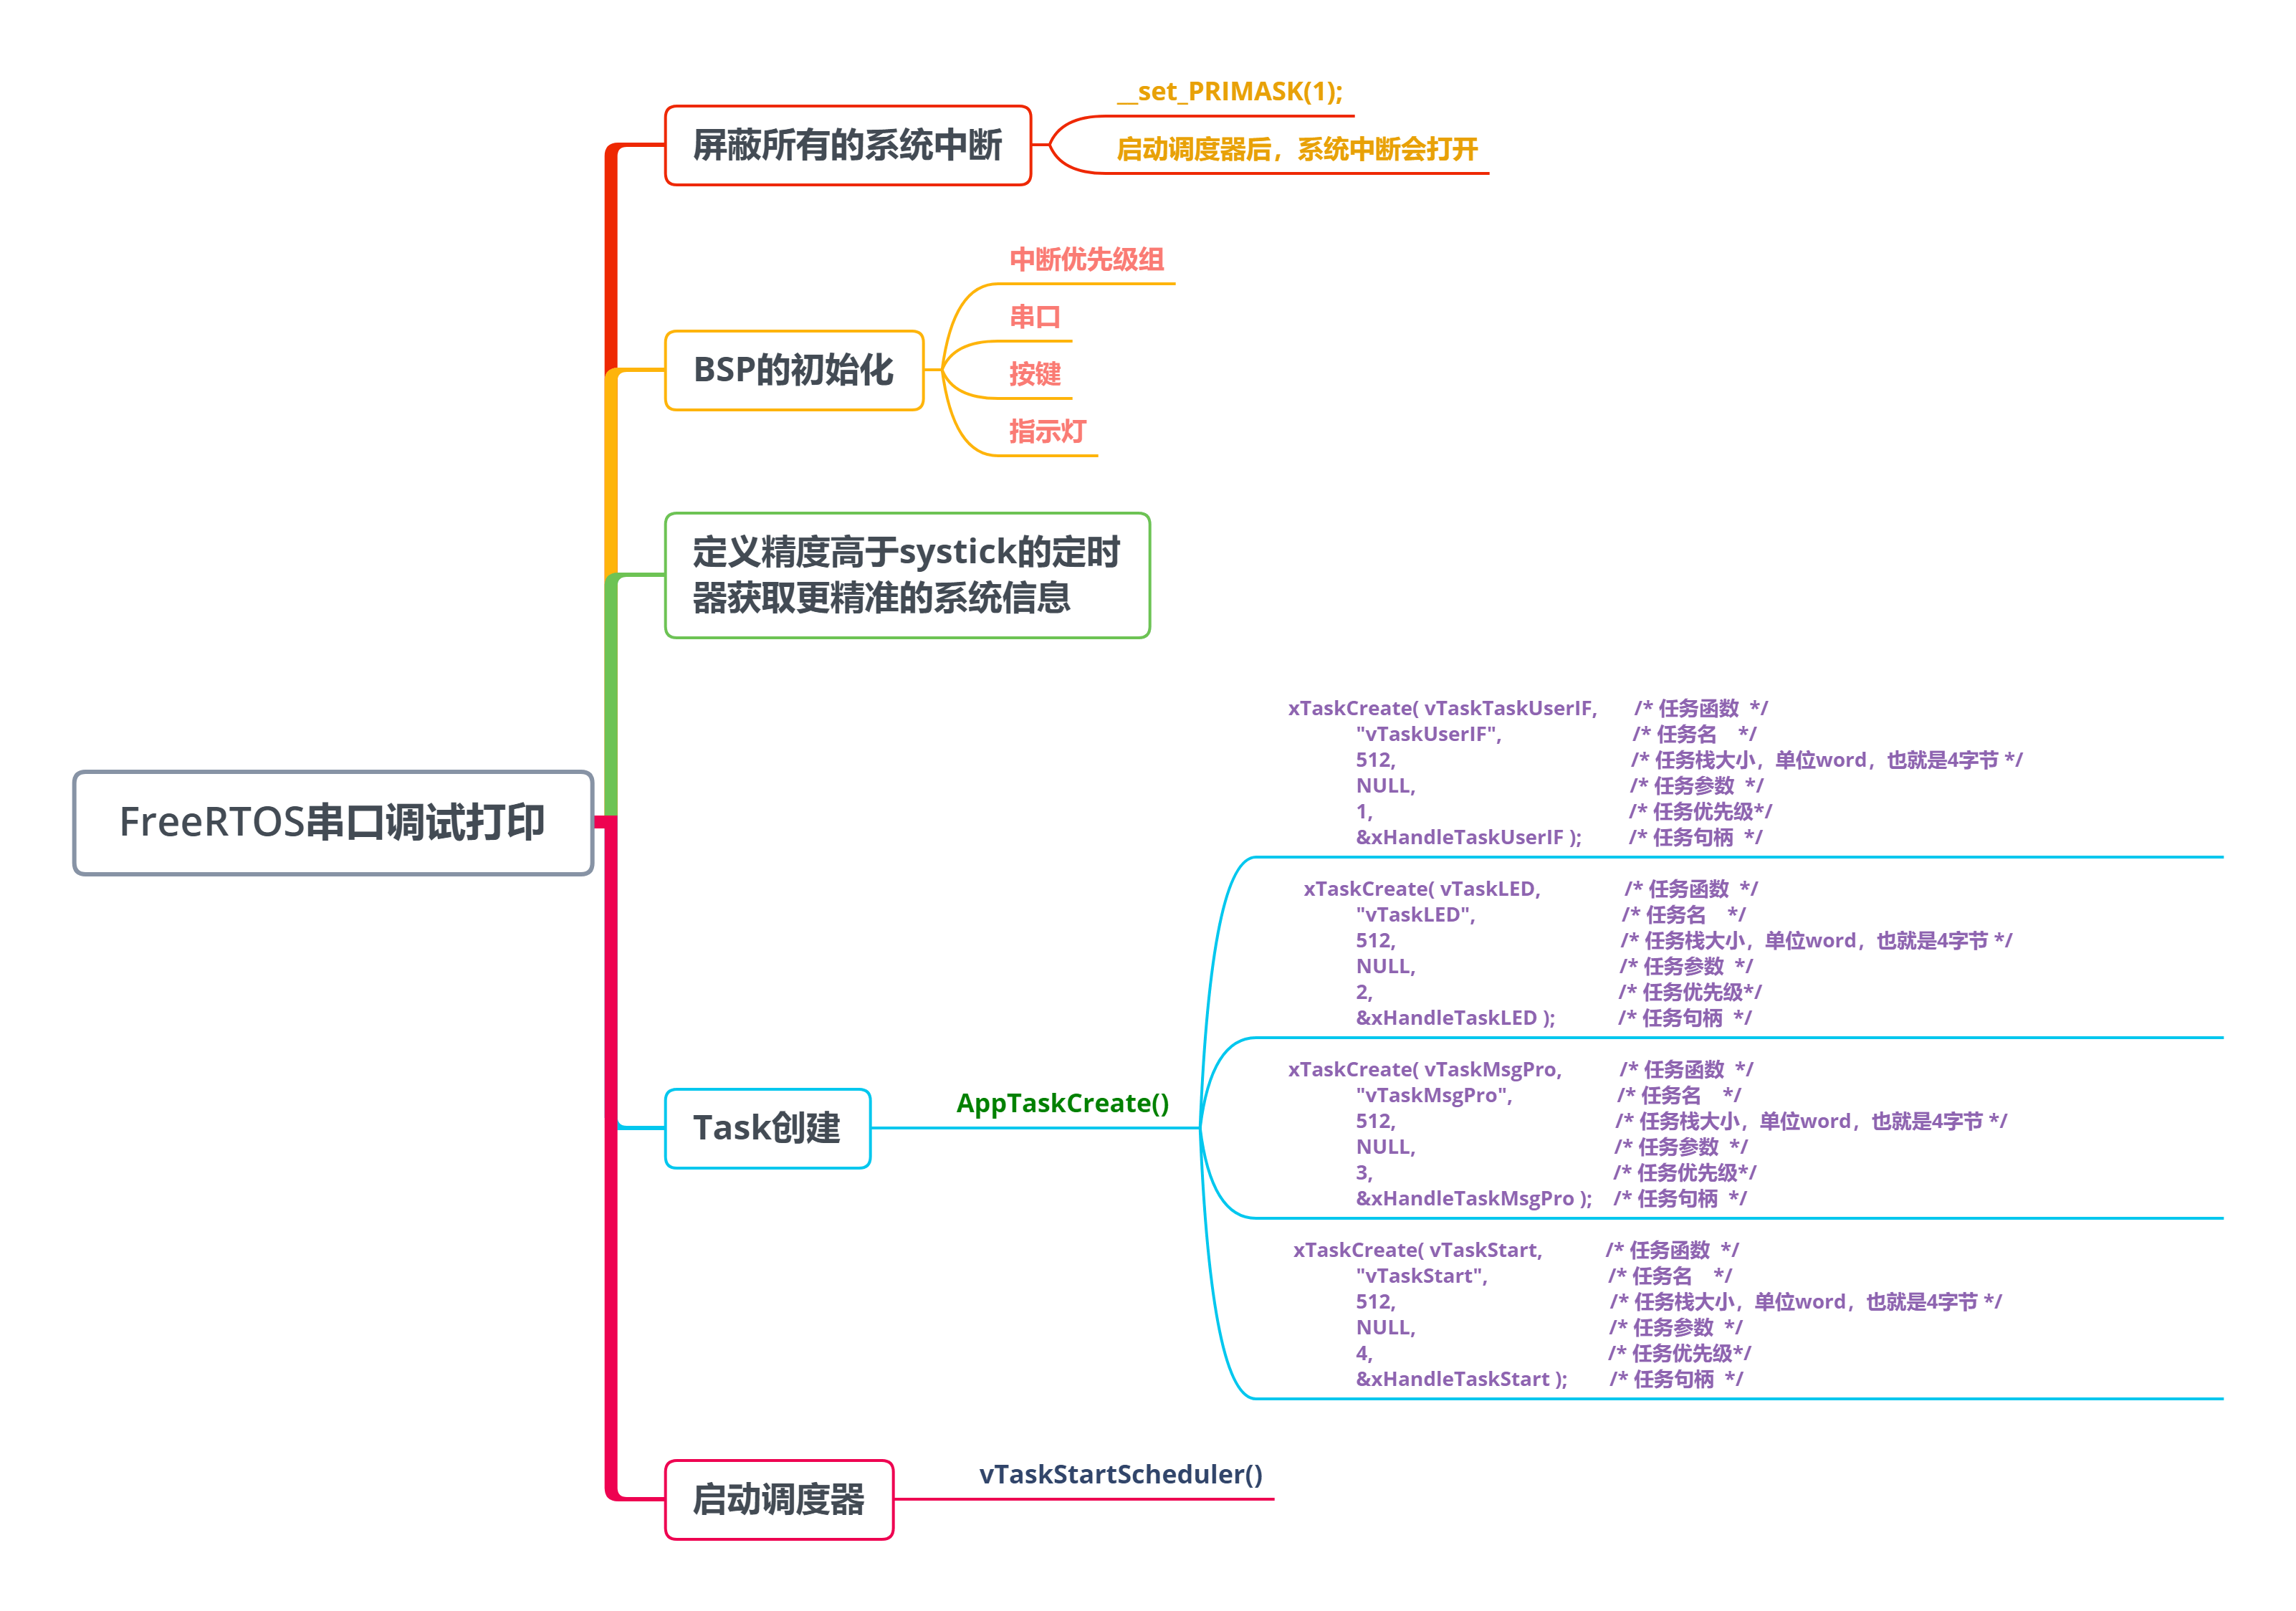 __set_PRIMASK(1);
屏蔽所有的系统中断
启动调度器后，系统中断会打开
中断优先级组
串口
BSP的初始化
按键
指示灯
定义精度高于systick的定时
器获取更精准的系统信息
FreeRTOS串口调试打印
xTaskCreate( vTaskTaskUserIF, /* 任务函数 */
"vTaskUserIF", /* 任务名 */
512, /* 任务栈大小，单位word，也就是4字节 */
NULL, /* 任务参数 */
1, /* 任务优先级*/
&xHandleTaskUserIF ); /* 任务句柄 */
xTaskCreate( vTaskLED, /* 任务函数 */
"vTaskLED", /* 任务名 */
512, /* 任务栈大小，单位word，也就是4字节 */
NULL, /* 任务参数 */
2, /* 任务优先级*/
&xHandleTaskLED ); /* 任务句柄 */
Task创建
AppTaskCreate()
xTaskCreate( vTaskMsgPro, /* 任务函数 */
"vTaskMsgPro", /* 任务名 */
512, /* 任务栈大小，单位word，也就是4字节 */
NULL, /* 任务参数 */
3, /* 任务优先级*/
&xHandleTaskMsgPro ); /* 任务句柄 */
xTaskCreate( vTaskStart, /* 任务函数 */
"vTaskStart", /* 任务名 */
512, /* 任务栈大小，单位word，也就是4字节 */
NULL, /* 任务参数 */
4, /* 任务优先级*/
&xHandleTaskStart ); /* 任务句柄 */
启动调度器
vTaskStartScheduler()